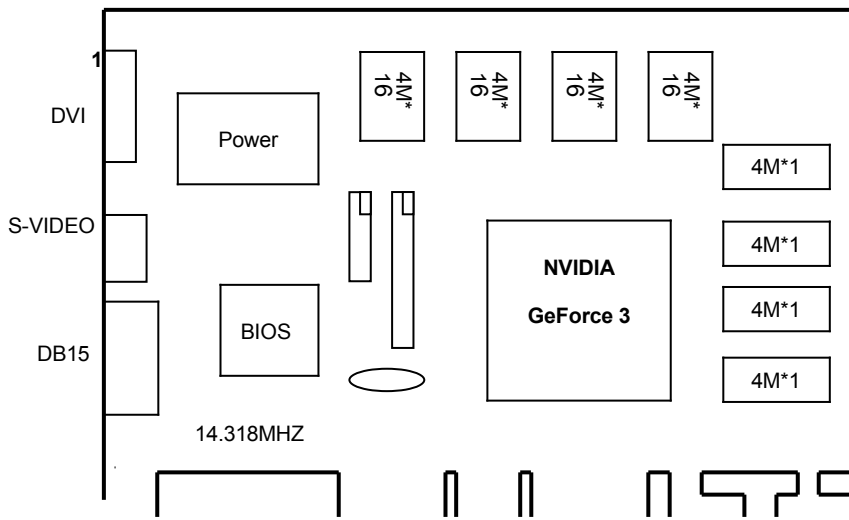 1
4M*
16
4M*
16
4M*
16
4M*
16
DVI
Power
4M*1
S-VIDEO
4M*1
NVIDIA
GeForce 3
4M*1
BIOS
DB15
4M*1
14.318MHZ